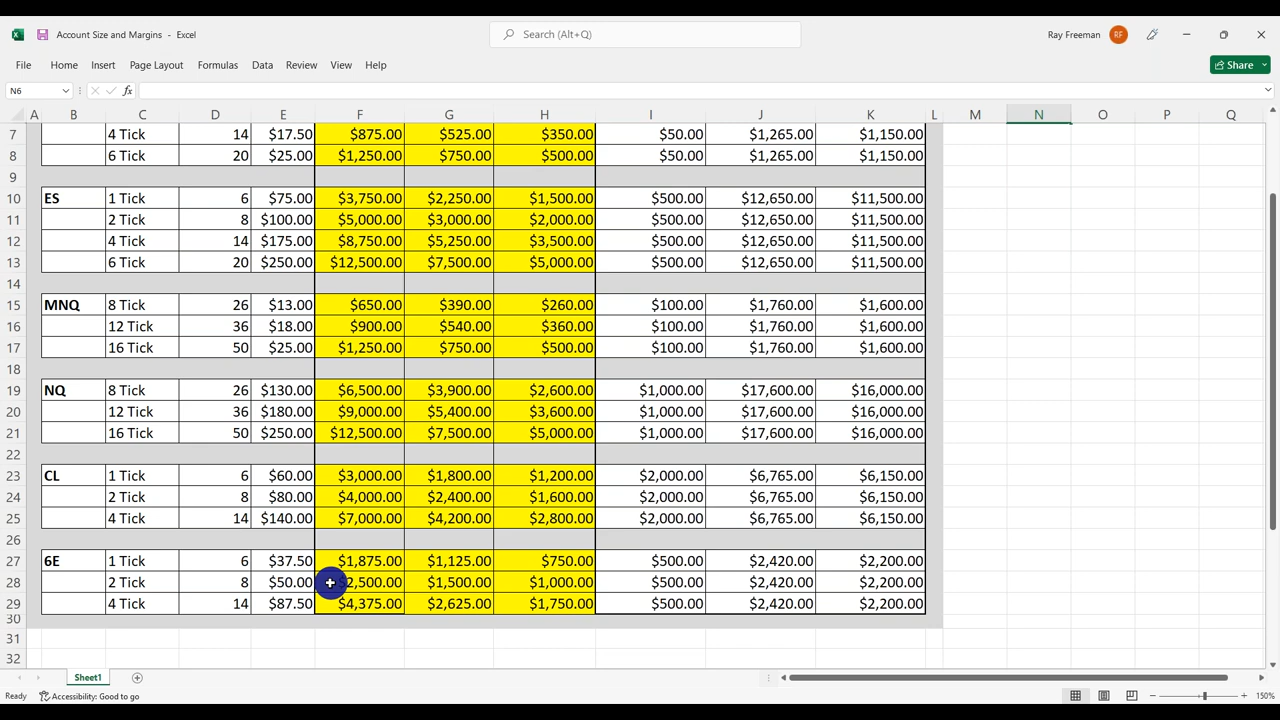 Account Size and Margins - Excel
Search (Alt+Q)
Ray Freeman RF
File Home Insert Page Layout Formulas Data Review View Help Share
N6 fx
A B C D E F G H I J K L M N O P Q
7 4 Tick 14 $17.50 $875.00 $525.00 $350.00 $50.00 $1,265.00 $1,150.00
8 6 Tick 20 $25.00 $1,250.00 $750.00 $500.00 $50.00 $1,265.00 $1,150.00
9
10 ES 1 Tick 6 $75.00 $3,750.00 $2,250.00 $1,500.00 $500.00 $12,650.00 $11,500.00
11 2 Tick 8 $100.00 $5,000.00 $3,000.00 $2,000.00 $500.00 $12,650.00 $11,500.00
12 4 Tick 14 $175.00 $8,750.00 $5,250.00 $3,500.00 $500.00 $12,650.00 $11,500.00
13 6 Tick 20 $250.00 $12,500.00 $7,500.00 $5,000.00 $500.00 $12,650.00 $11,500.00
14
15 MNQ 8 Tick 26 $13.00 $650.00 $390.00 $260.00 $100.00 $1,760.00 $1,600.00
16 12 Tick 36 $18.00 $900.00 $540.00 $360.00 $100.00 $1,760.00 $1,600.00
17 16 Tick 50 $25.00 $1,250.00 $750.00 $500.00 $100.00 $1,760.00 $1,600.00
18
19 NQ 8 Tick 26 $130.00 $6,500.00 $3,900.00 $2,600.00 $1,000.00 $17,600.00 $16,000.00
20 12 Tick 36 $180.00 $9,000.00 $5,400.00 $3,600.00 $1,000.00 $17,600.00 $16,000.00
21 16 Tick 50 $250.00 $12,500.00 $7,500.00 $5,000.00 $1,000.00 $17,600.00 $16,000.00
22
23 CL 1 Tick 6 $60.00 $3,000.00 $1,800.00 $1,200.00 $2,000.00 $6,765.00 $6,150.00
24 2 Tick 8 $80.00 $4,000.00 $2,400.00 $1,600.00 $2,000.00 $6,765.00 $6,150.00
25 4 Tick 14 $140.00 $7,000.00 $4,200.00 $2,800.00 $2,000.00 $6,765.00 $6,150.00
26
27 6E 1 Tick 6 $37.50 $1,875.00 $1,125.00 $750.00 $500.00 $2,420.00 $2,200.00
28 2 Tick 8 $50.00 $2,500.00 $1,500.00 $1,000.00 $500.00 $2,420.00 $2,200.00
29 4 Tick 14 $87.50 $4,375.00 $2,625.00 $1,750.00 $500.00 $2,420.00 $2,200.00
30
31
32
Sheet1
Ready Accessibility: Good to go 150%